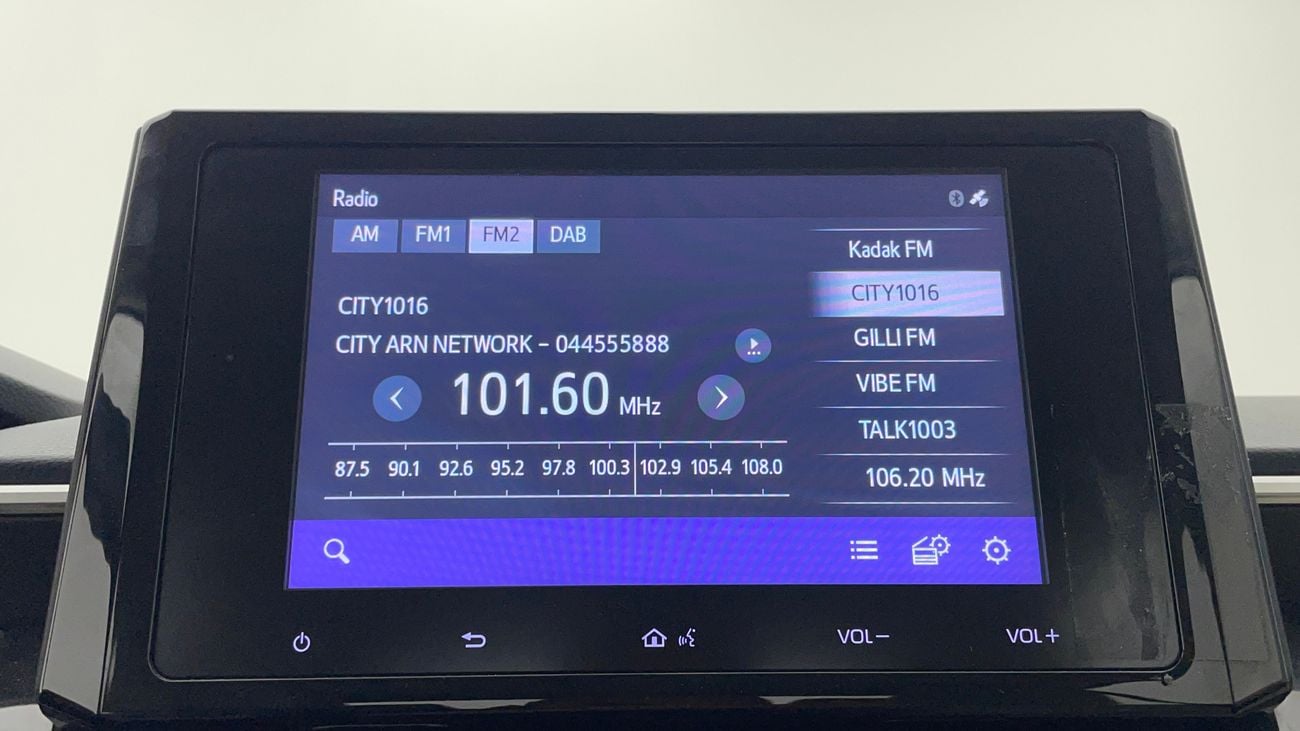 Radio
AM FM1 FM2 DAB
CITY1016
CITY ARN NETWORK – 044555888
101.60 MHz
87.5 90.1 92.6 95.2 97.8 100.3 102.9 105.4 108.0
Kadak FM
CITY1016
GILLI FM
VIBE FM
TALK1003
106.20 MHz
VOL− VOL+